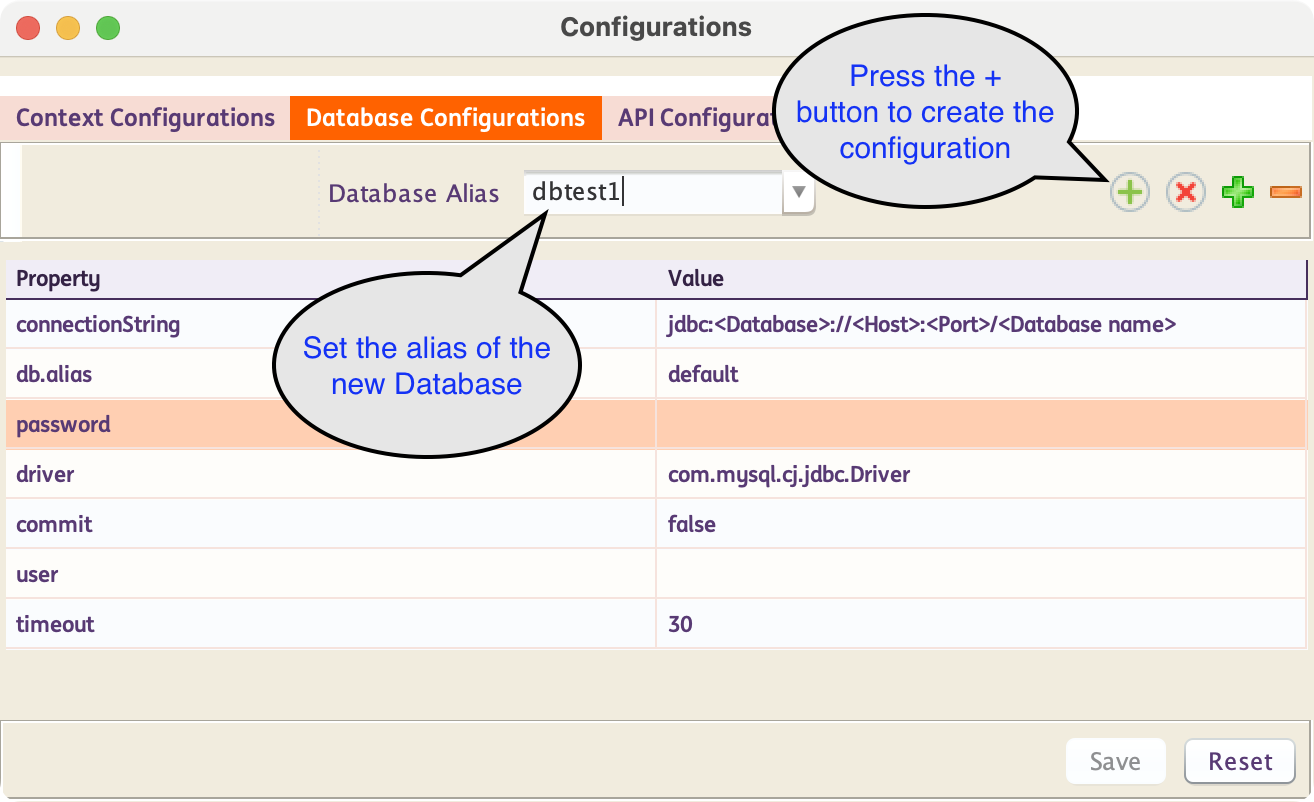 Configurations
Context Configurations Database Configurations API Configurat
Press the +
button to create the
configuration
Database Alias dbtest1
Set the alias of the
new Database
Property Value
connectionString jdbc:<Database>://<Host>:<Port>/<Database name>
db.alias default
password
driver com.mysql.cj.jdbc.Driver
commit false
user
timeout 30
Save Reset